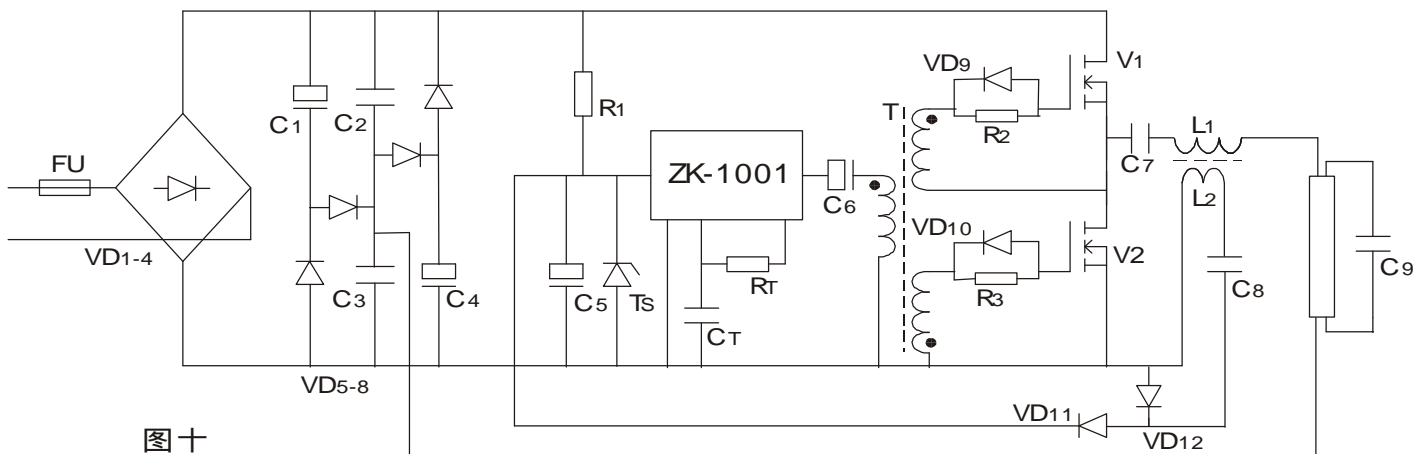 FU
VD1-4
C1
C2
C3
C4
VD5-8
R1
C5
TS
ZK-1001
RT
CT
C6
T
VD9
R2
VD10
R3
V1
V2
C7
L1
L2
C8
C9
VD11
VD12
图十